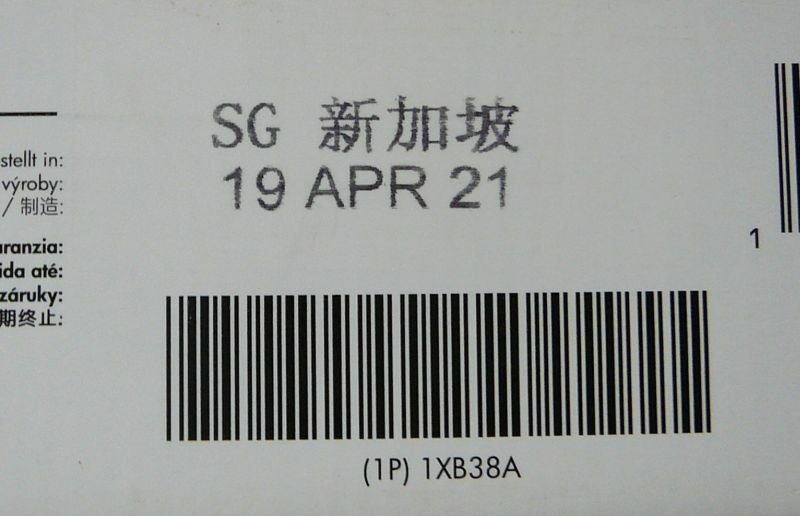 SG 新加坡
19 APR 21
stellt in:
výroby:
/ 制造:
aranzia:
ida até:
záruky:
期终止:
1
(1P) 1XB38A